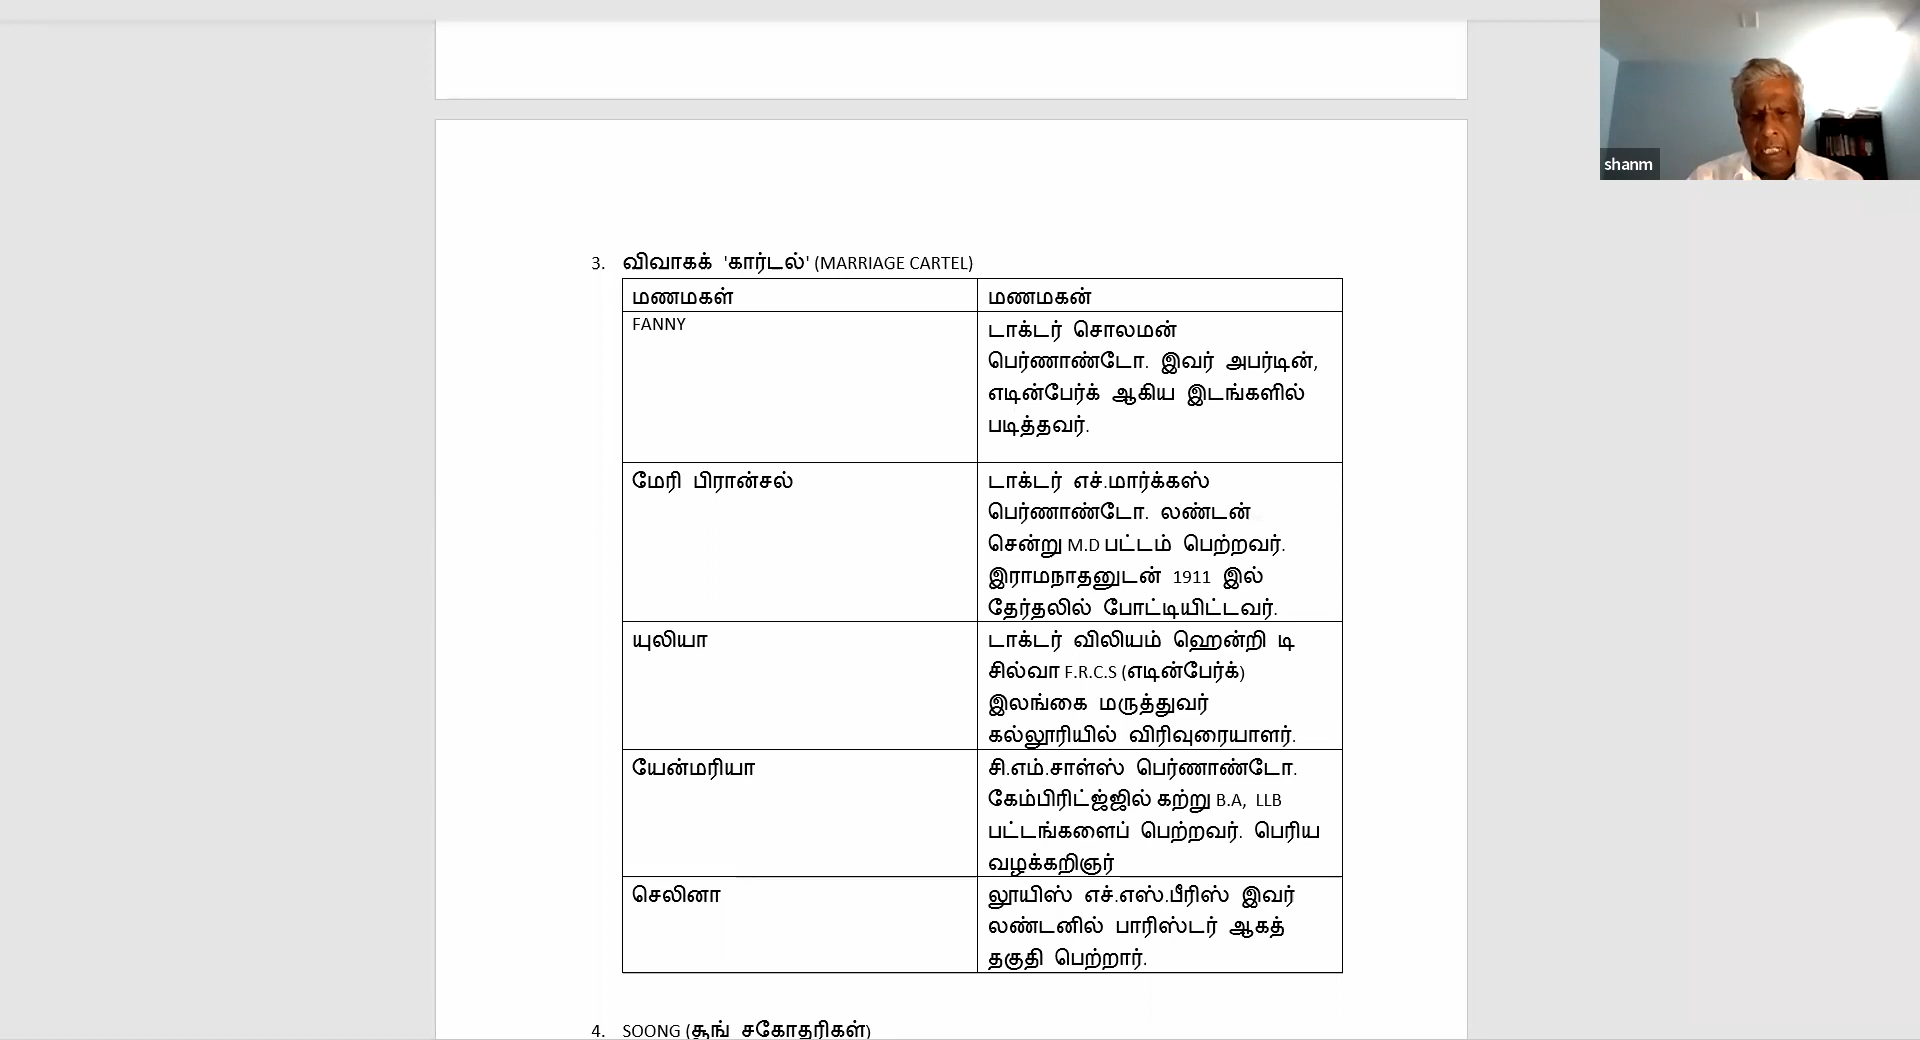 shanm
3. விவாகக் 'கார்டல்' (MARRIAGE CARTEL)
மணமகள்
மணமகன்
FANNY
டாக்டர் சொலமன்
பெர்ணாண்டோ. இவர் அபர்டின்,
எடின்பேர்க் ஆகிய இடங்களில்
படித்தவர்.
மேரி பிரான்சல்
டாக்டர் எச்.மார்க்கஸ்
பெர்ணாண்டோ. லண்டன்
சென்று M.D பட்டம் பெற்றவர்.
இராமநாதனுடன் 1911 இல்
தேர்தலில் போட்டியிட்டவர்.
யுலியா
டாக்டர் விலியம் ஹென்றி டி
சில்வா F.R.C.S (எடின்பேர்க்)
இலங்கை மருத்துவர்
கல்லூரியில் விரிவுரையாளர்.
யேன்மரியா
சி.எம்.சாள்ஸ் பெர்ணாண்டோ.
கேம்பிரிட்ஜ்ஜில் கற்று B.A, LLB
பட்டங்களைப் பெற்றவர். பெரிய
வழக்கறிஞர்
செலினா
லூயிஸ் எச்.எஸ்.பீரிஸ் இவர்
லண்டனில் பாரிஸ்டர் ஆகத்
தகுதி பெற்றார்.
4. SOONG (சூங் சகோதரிகள்)